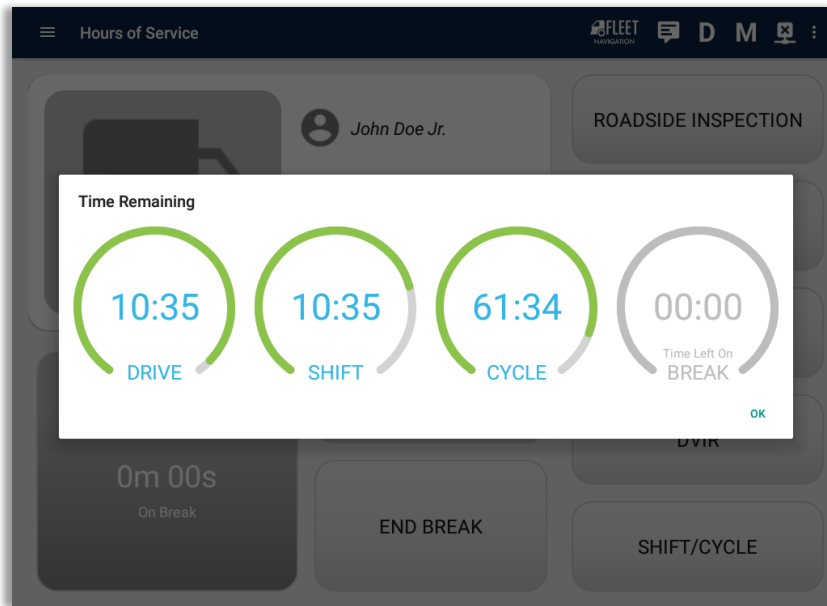 Hours of Service
FLEET
NAVIGATION
D
M
John Doe Jr.
ROADSIDE INSPECTION
Time Remaining
10:35
DRIVE
10:35
SHIFT
61:34
CYCLE
00:00
Time Left On
BREAK
OK
DVIR
0m 00s
On Break
END BREAK
SHIFT/CYCLE